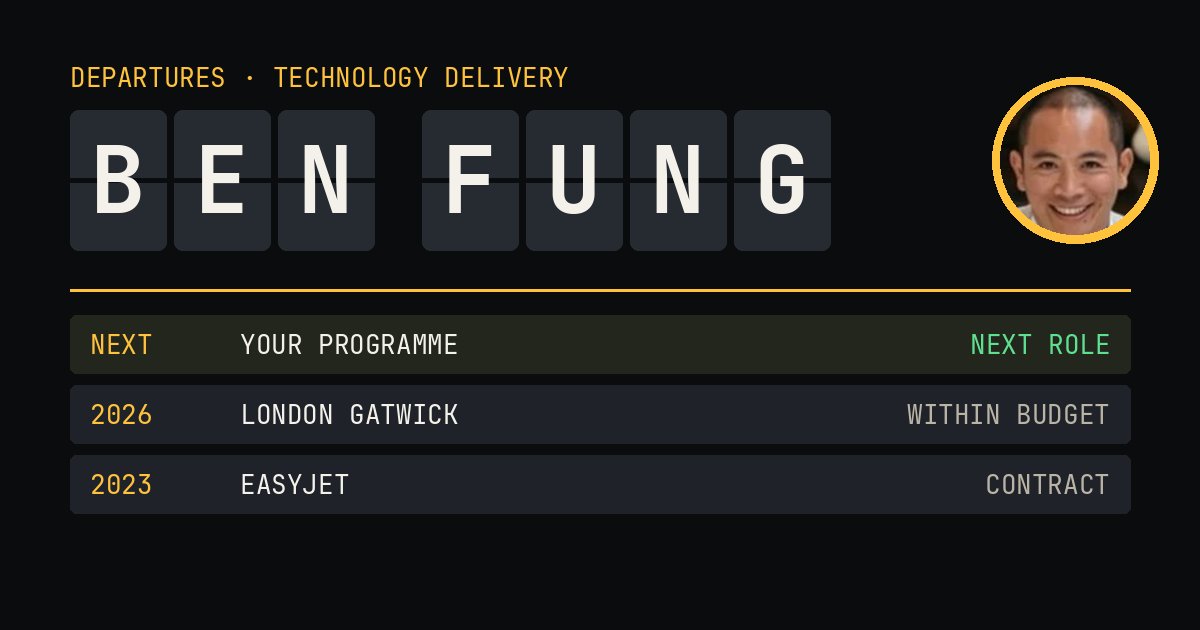 DEPARTURES · TECHNOLOGY DELIVERY
BEN FUNG
NEXT YOUR PROGRAMME NEXT ROLE
2026 LONDON GATWICK WITHIN BUDGET
2023 EASYJET CONTRACT